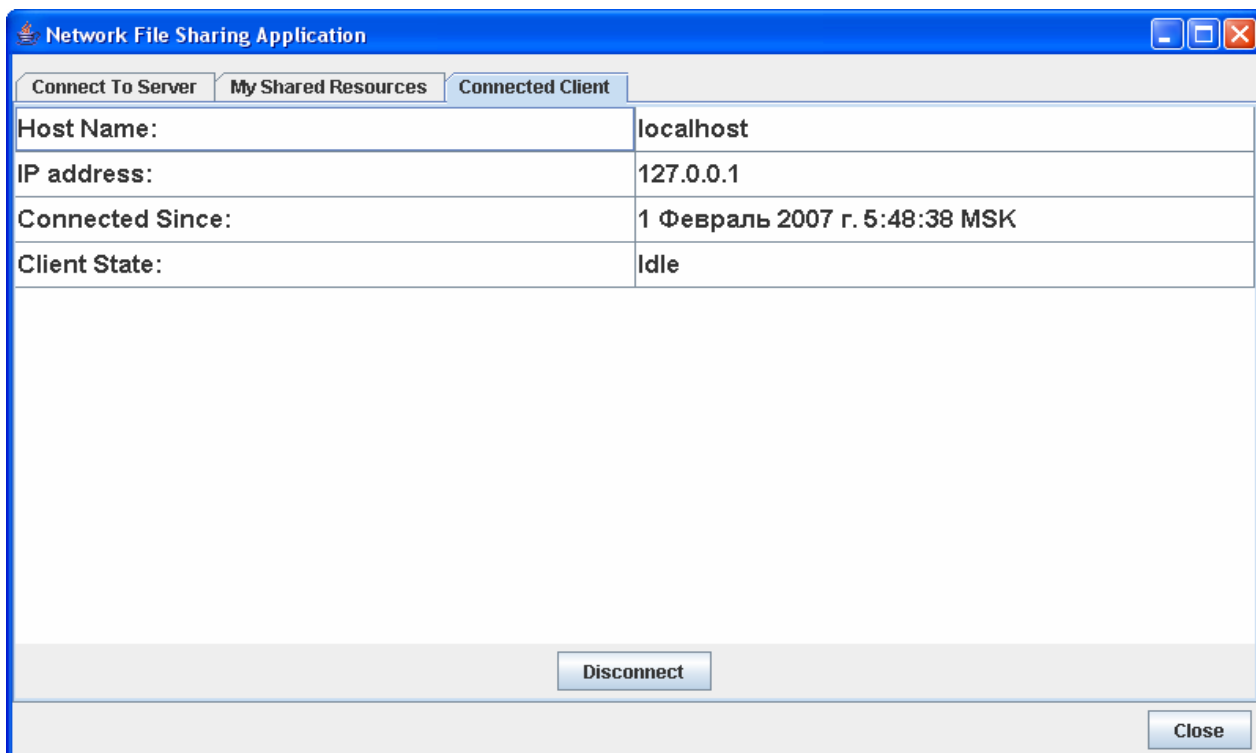 Network File Sharing Application
Connect To Server My Shared Resources Connected Client
Host Name: localhost
IP address: 127.0.0.1
Connected Since: 1 Февраль 2007 г. 5:48:38 MSK
Client State: Idle
Disconnect
Close